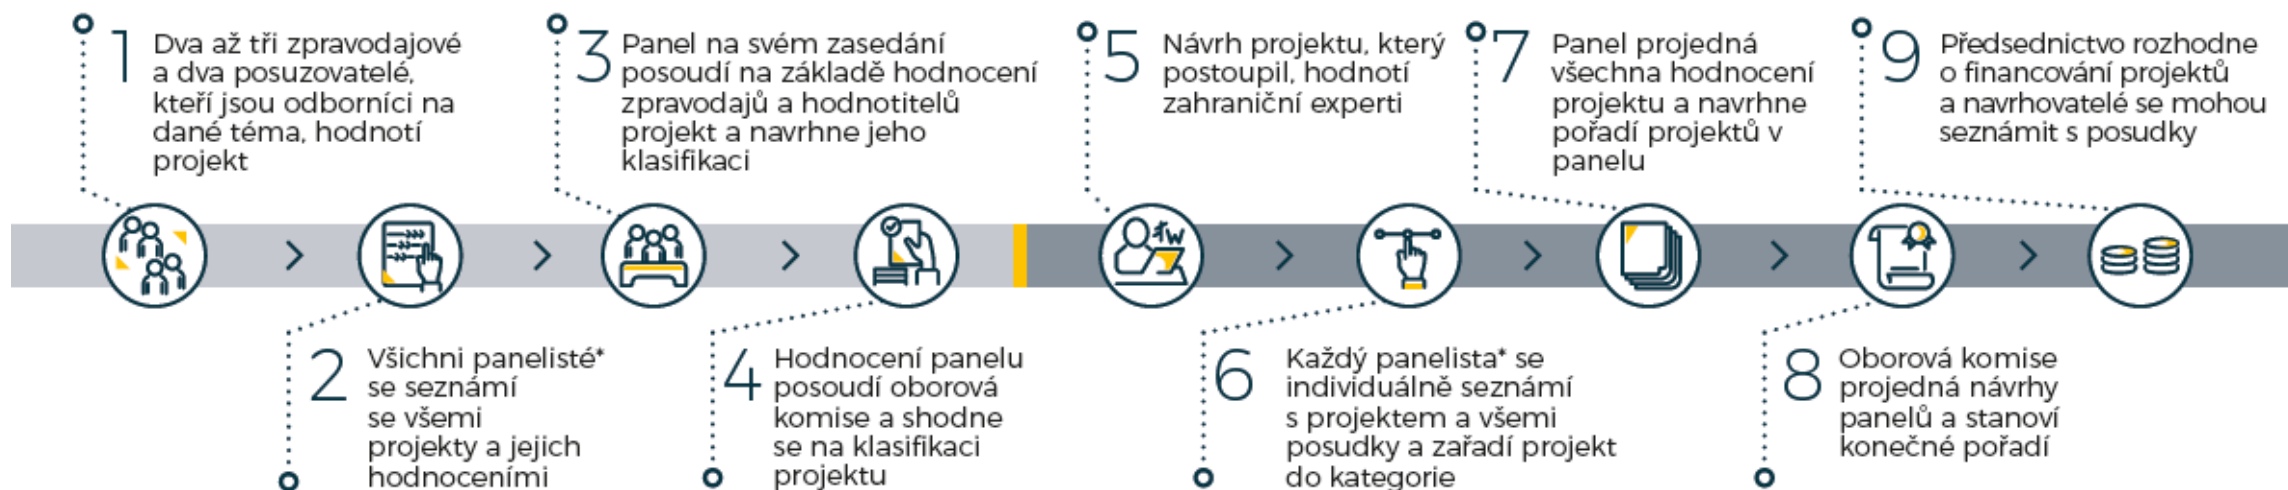 1
Dva až tři zpravodajové
a dva posuzovatelé,
kteří jsou odborníci na
dané téma, hodnotí
projekt
2
Všichni panelisté*
se seznámí
se všemi
projekty a jejich
hodnoceními
3
Panel na svém zasedání
posoudí na základě hodnocení
zpravodajů a hodnotitelů
projekt a navrhne jeho
klasifikaci
4
Hodnocení panelu
posoudí oborová
komise a shodne
se na klasifikaci
projektu
5
Návrh projektu, který
postoupil, hodnotí
zahraniční experti
6
Každý panelista* se
individuálně seznámí
s projektem a všemi
posudky a zařadí projekt
do kategorie
7
Panel projedná
všechna hodnocení
projektu a navrhne
pořadí projektů v
panelu
8
Oborová komise
projedná návrhy
panelů a stanoví
konečné pořadí
9
Předsednictvo rozhodne
o financování projektů
a navrhovatelé se mohou
seznámit s posudky